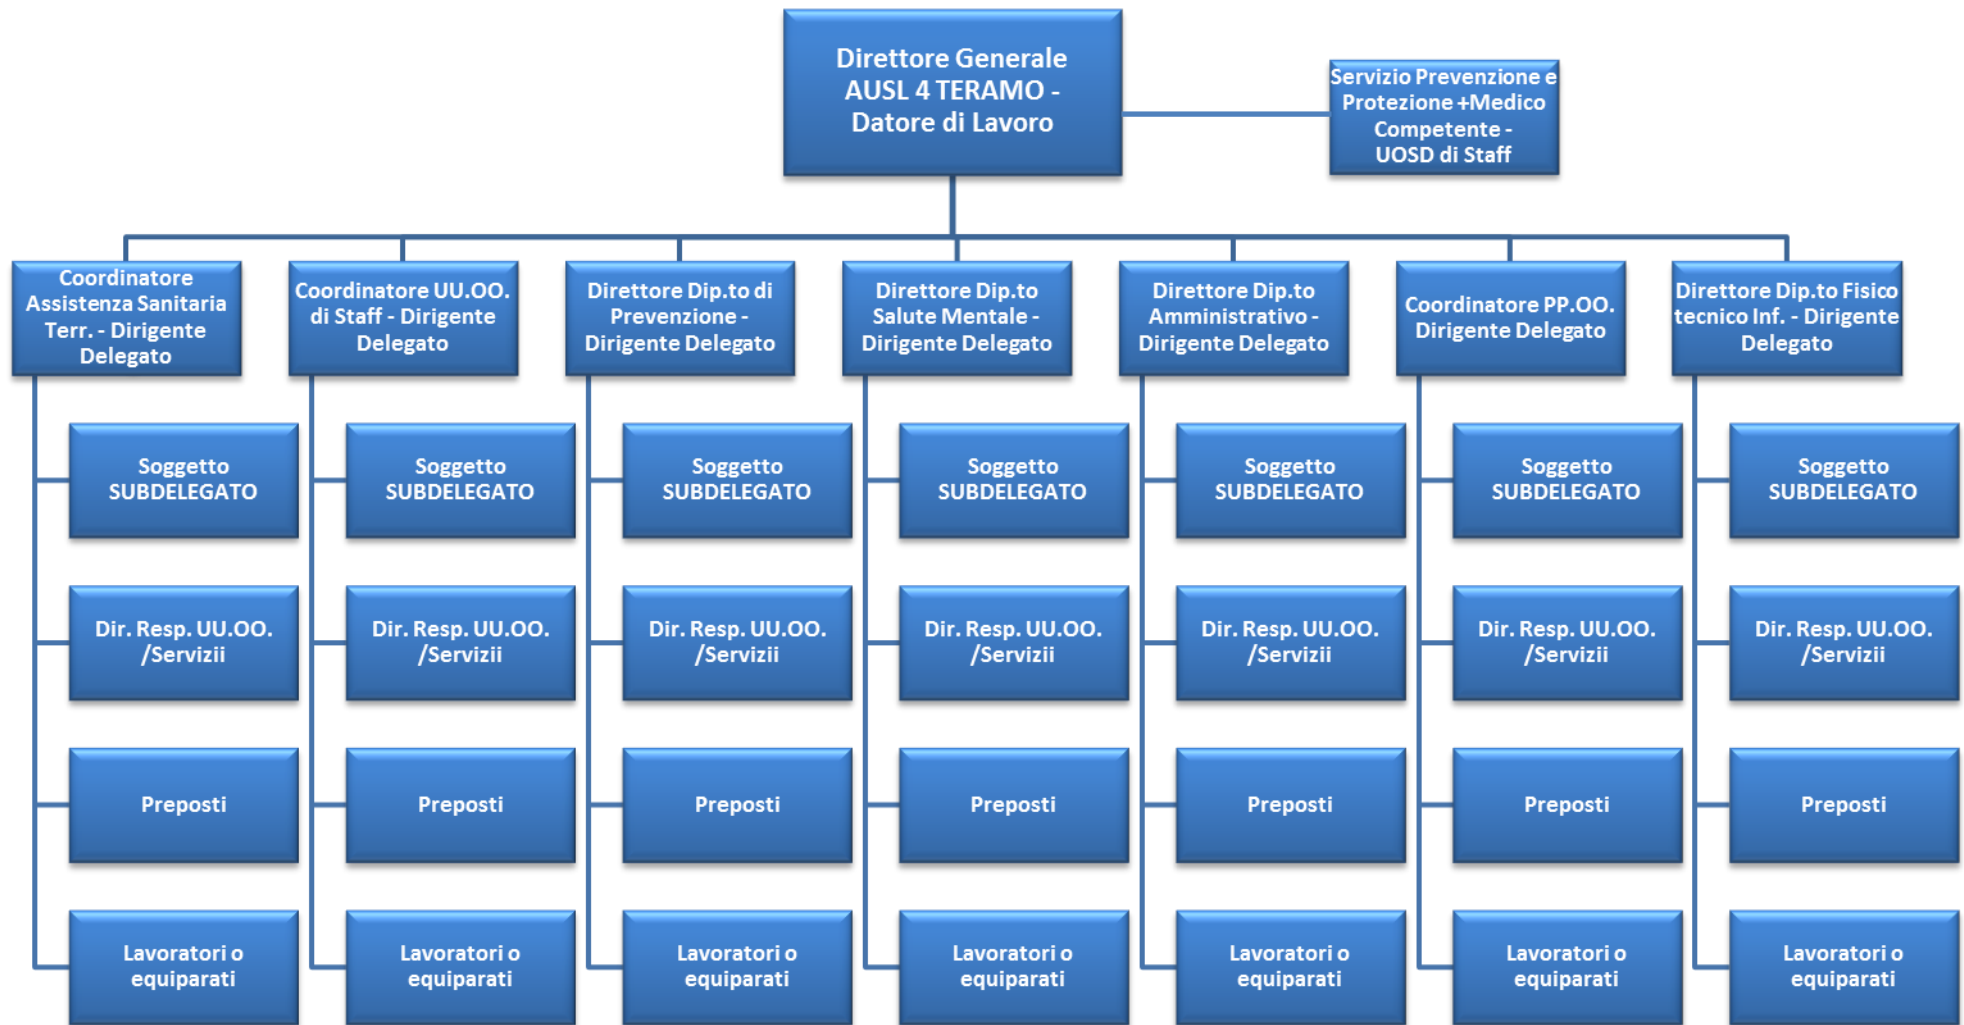 Direttore Generale
AUSL 4 TERAMO -
Datore di Lavoro
Servizio Prevenzione e
Protezione +Medico
Competente -
UOSD di Staff
Coordinatore
Assistenza Sanitaria
Terr. - Dirigente
Delegato
Coordinatore UU.OO.
di Staff - Dirigente
Delegato
Direttore Dip.to di
Prevenzione -
Dirigente Delegato
Direttore Dip.to
Salute Mentale -
Dirigente Delegato
Direttore Dip.to
Amministrativo -
Dirigente Delegato
Coordinatore PP.OO.
Dirigente Delegato
Direttore Dip.to Fisico
tecnico Inf. - Dirigente
Delegato
Soggetto
SUBDELEGATO
Soggetto
SUBDELEGATO
Soggetto
SUBDELEGATO
Soggetto
SUBDELEGATO
Soggetto
SUBDELEGATO
Soggetto
SUBDELEGATO
Soggetto
SUBDELEGATO
Dir. Resp. UU.OO.
/Servizii
Dir. Resp. UU.OO.
/Servizii
Dir. Resp. UU.OO.
/Servizii
Dir. Resp. UU.OO.
/Servizii
Dir. Resp. UU.OO.
/Servizii
Dir. Resp. UU.OO.
/Servizii
Dir. Resp. UU.OO.
/Servizii
Preposti
Preposti
Preposti
Preposti
Preposti
Preposti
Preposti
Lavoratori o
equiparati
Lavoratori o
equiparati
Lavoratori o
equiparati
Lavoratori o
equiparati
Lavoratori o
equiparati
Lavoratori o
equiparati
Lavoratori o
equiparati